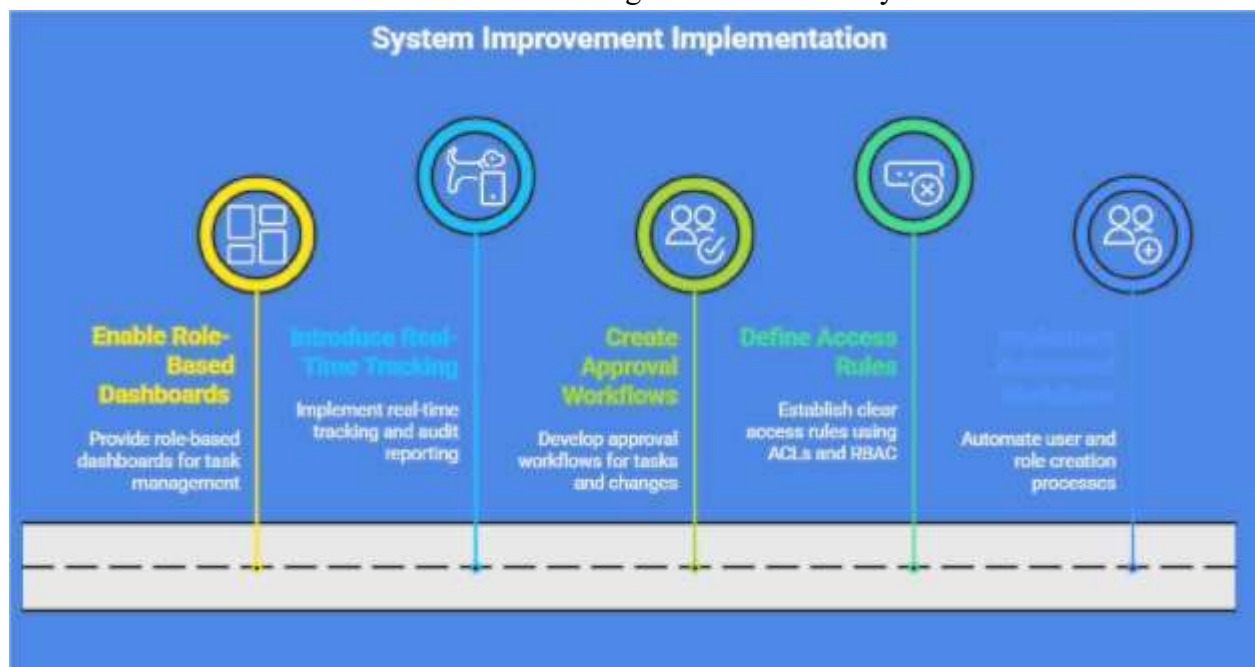 System Improvement Implementation
Enable Role-
Based
Dashboards
Provide role-based
dashboards for task
management
Introduce Real-
Time Tracking
Implement real-time
tracking and audit
reporting
Create
Approval
Workflows
Develop approval
workflows for tasks
and changes
Define Access
Rules
Establish clear
access rules using
ACLs and RBAC
Automate user and
role creation
processes